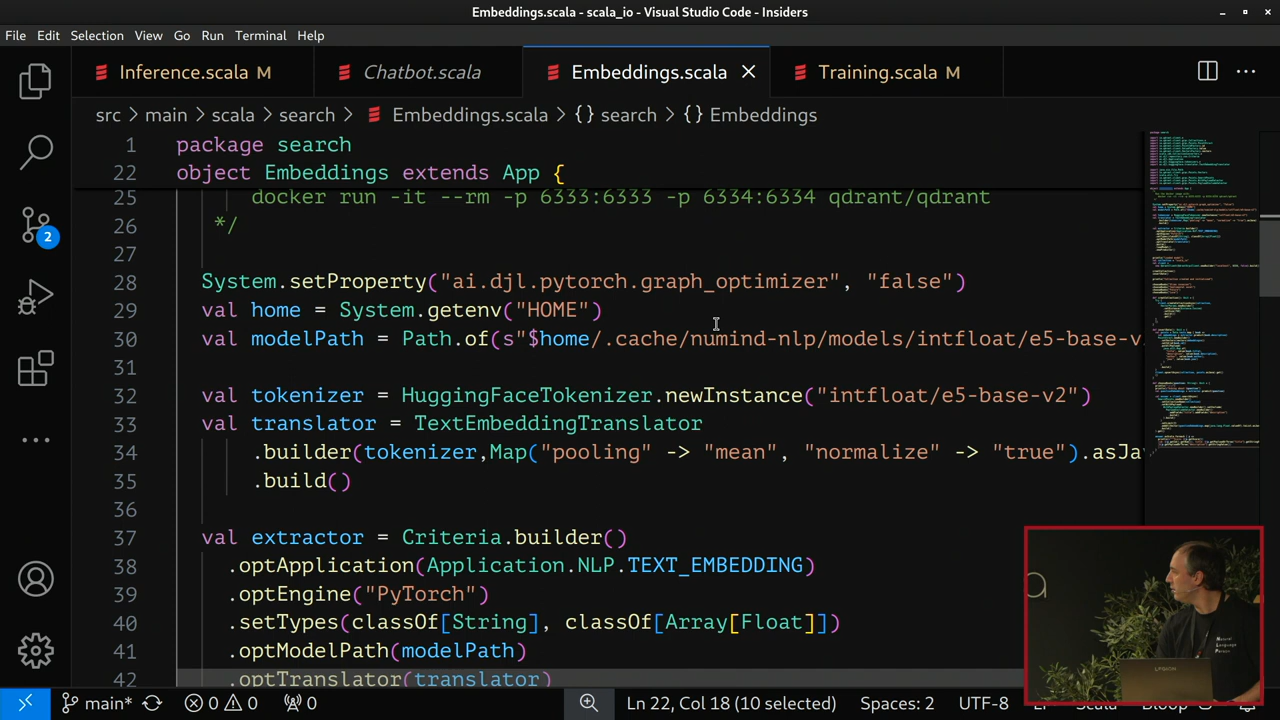 Embeddings.scala - scala_io - Visual Studio Code - Insiders
File Edit Selection View Go Run Terminal Help
Inference.scala M Chatbot.scala Embeddings.scala Training.scala M
src > main > scala > search > Embeddings.scala > {} search > {} Embeddings
1 package search
22 object Embeddings extends App {
25 docker run -it --rm -p 6333:6333 -p 6334:6334 qdrant/qdrant
26 */
27
28 System.setProperty("ai.djl.pytorch.graph_optimizer", "false")
29 val home = System.getenv("HOME")
30 val modelPath = Path.of(s"$home/.cache/numind-nlp/models/intfloat/e5-base-v
31
32 val tokenizer = HuggingFaceTokenizer.newInstance("intfloat/e5-base-v2")
33 val translator = TextEmbeddingTranslator
34 .builder(tokenizer,Map("pooling" -> "mean", "normalize" -> "true").asJa
35 .build()
36
37 val extractor = Criteria.builder()
38 .optApplication(Application.NLP.TEXT_EMBEDDING)
39 .optEngine("PyTorch")
40 .setTypes(classOf[String], classOf[Array[Float]])
41 .optModelPath(modelPath)
42 .optTranslator(translator)
2
Natural
Language
Person
main* 0 0 0 Ln 22, Col 18 (10 selected) Spaces: 2 UTF-8 LF Scala Bloop